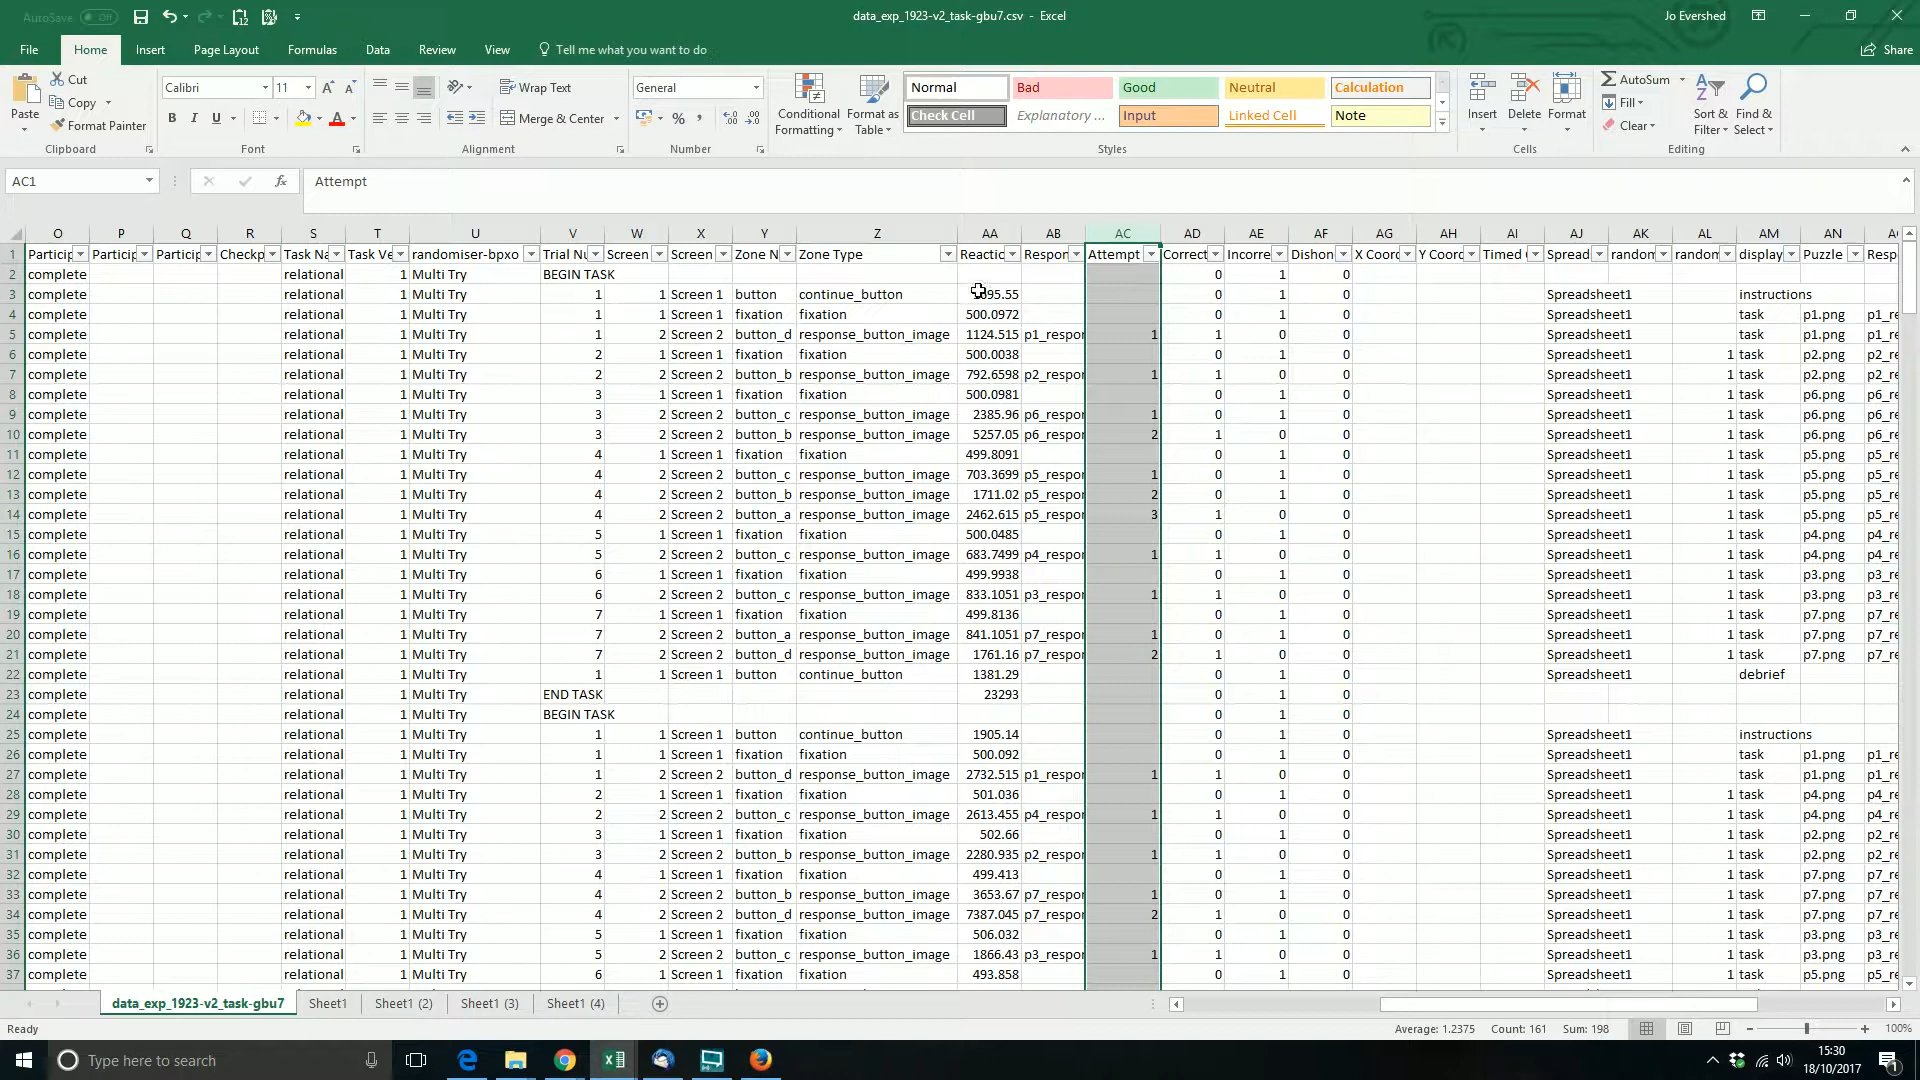 AutoSave Off
data_exp_1923-v2_task-gbu7.csv - Excel
Jo Evershed
File Home Insert Page Layout Formulas Data Review View Tell me what you want to do Share
Paste Cut Copy Format Painter Clipboard
Calibri 11 B I U A Font
Wrap Text Merge & Center Alignment
General % Number
Conditional Formatting Format as Table
Normal Bad Good Neutral Calculation
Check Cell Explanatory ... Input Linked Cell Note
Styles
Insert Delete Format Cells
AutoSum Fill Clear Sort & Filter Find & Select Editing
AC1 fx Attempt
O P Q R S T U V W X Y Z AA AB AC AD AE AF AG AH AI AJ AK AL AM AN
1 Particip Particip Particip Checkp Task Na Task Ve randomiser-bpxo Trial Nu Screen Screen Zone N Zone Type Reactic Respon Attempt Correct Incorre Dishon X Coord Y Coord Timed Spread random random display Puzzle Resp
2 complete relational 1 Multi Try BEGIN TASK 0 1 0
3 complete relational 1 Multi Try 1 1 Screen 1 button continue_button 95.55 0 1 0 Spreadsheet1 instructions
4 complete relational 1 Multi Try 1 1 Screen 1 fixation fixation 500.0972 0 1 0 Spreadsheet1 task p1.png p1_re
5 complete relational 1 Multi Try 1 2 Screen 2 button_d response_button_image 1124.515 p1_respor 1 1 0 0 Spreadsheet1 task p1.png p1_re
6 complete relational 1 Multi Try 2 1 Screen 1 fixation fixation 500.0038 0 1 0 Spreadsheet1 1 task p2.png p2_re
7 complete relational 1 Multi Try 2 2 Screen 2 button_b response_button_image 792.6598 p2_respor 1 1 0 0 Spreadsheet1 1 task p2.png p2_re
8 complete relational 1 Multi Try 3 1 Screen 1 fixation fixation 500.0981 0 1 0 Spreadsheet1 1 task p6.png p6_re
9 complete relational 1 Multi Try 3 2 Screen 2 button_c response_button_image 2385.96 p6_respor 1 0 1 0 Spreadsheet1 1 task p6.png p6_re
10 complete relational 1 Multi Try 3 2 Screen 2 button_b response_button_image 5257.05 p6_respor 2 1 0 0 Spreadsheet1 1 task p6.png p6_re
11 complete relational 1 Multi Try 4 1 Screen 1 fixation fixation 499.8091 0 1 0 Spreadsheet1 1 task p5.png p5_re
12 complete relational 1 Multi Try 4 2 Screen 2 button_c response_button_image 703.3699 p5_respor 1 0 1 0 Spreadsheet1 1 task p5.png p5_re
13 complete relational 1 Multi Try 4 2 Screen 2 button_b response_button_image 1711.02 p5_respor 2 0 1 0 Spreadsheet1 1 task p5.png p5_re
14 complete relational 1 Multi Try 4 2 Screen 2 button_a response_button_image 2462.615 p5_respor 3 1 0 0 Spreadsheet1 1 task p5.png p5_re
15 complete relational 1 Multi Try 5 1 Screen 1 fixation fixation 500.0485 0 1 0 Spreadsheet1 1 task p4.png p4_re
16 complete relational 1 Multi Try 5 2 Screen 2 button_c response_button_image 683.7499 p4_respor 1 1 0 0 Spreadsheet1 1 task p4.png p4_re
17 complete relational 1 Multi Try 6 1 Screen 1 fixation fixation 499.9938 0 1 0 Spreadsheet1 1 task p3.png p3_re
18 complete relational 1 Multi Try 6 2 Screen 2 button_c response_button_image 833.1051 p3_respor 1 1 0 0 Spreadsheet1 1 task p3.png p3_re
19 complete relational 1 Multi Try 7 1 Screen 1 fixation fixation 499.8136 0 1 0 Spreadsheet1 1 task p7.png p7_re
20 complete relational 1 Multi Try 7 2 Screen 2 button_a response_button_image 841.1051 p7_respor 1 0 1 0 Spreadsheet1 1 task p7.png p7_re
21 complete relational 1 Multi Try 7 2 Screen 2 button_d response_button_image 1761.16 p7_respor 2 1 0 0 Spreadsheet1 1 task p7.png p7_re
22 complete relational 1 Multi Try 1 1 Screen 1 button continue_button 1381.29 0 1 0 Spreadsheet1 debrief
23 complete relational 1 Multi Try END TASK 23293 0 1 0
24 complete relational 1 Multi Try BEGIN TASK 0 1 0
25 complete relational 1 Multi Try 1 1 Screen 1 button continue_button 1905.14 0 1 0 Spreadsheet1 instructions
26 complete relational 1 Multi Try 1 1 Screen 1 fixation fixation 500.092 0 1 0 Spreadsheet1 task p1.png p1_re
27 complete relational 1 Multi Try 1 2 Screen 2 button_d response_button_image 2732.515 p1_respor 1 1 0 0 Spreadsheet1 task p1.png p1_re
28 complete relational 1 Multi Try 2 1 Screen 1 fixation fixation 501.036 0 1 0 Spreadsheet1 1 task p4.png p4_re
29 complete relational 1 Multi Try 2 2 Screen 2 button_c response_button_image 2613.455 p4_respor 1 1 0 0 Spreadsheet1 1 task p4.png p4_re
30 complete relational 1 Multi Try 3 1 Screen 1 fixation fixation 502.66 0 1 0 Spreadsheet1 1 task p2.png p2_re
31 complete relational 1 Multi Try 3 2 Screen 2 button_b response_button_image 2280.935 p2_respor 1 1 0 0 Spreadsheet1 1 task p2.png p2_re
32 complete relational 1 Multi Try 4 1 Screen 1 fixation fixation 499.413 0 1 0 Spreadsheet1 1 task p7.png p7_re
33 complete relational 1 Multi Try 4 2 Screen 2 button_b response_button_image 3653.67 p7_respor 1 0 1 0 Spreadsheet1 1 task p7.png p7_re
34 complete relational 1 Multi Try 4 2 Screen 2 button_d response_button_image 7387.045 p7_respor 2 1 0 0 Spreadsheet1 1 task p7.png p7_re
35 complete relational 1 Multi Try 5 1 Screen 1 fixation fixation 506.032 0 1 0 Spreadsheet1 1 task p3.png p3_re
36 complete relational 1 Multi Try 5 2 Screen 2 button_c response_button_image 1866.43 p3_respor 1 1 0 0 Spreadsheet1 1 task p3.png p3_re
37 complete relational 1 Multi Try 6 1 Screen 1 fixation fixation 493.858 0 1 0 Spreadsheet1 1 task p5.png p5_re
data_exp_1923-v2_task-gbu7 Sheet1 Sheet1 (2) Sheet1 (3) Sheet1 (4)
Ready Average: 1.2375 Count: 161 Sum: 198 100%
Type here to search 15:30
18/10/2017